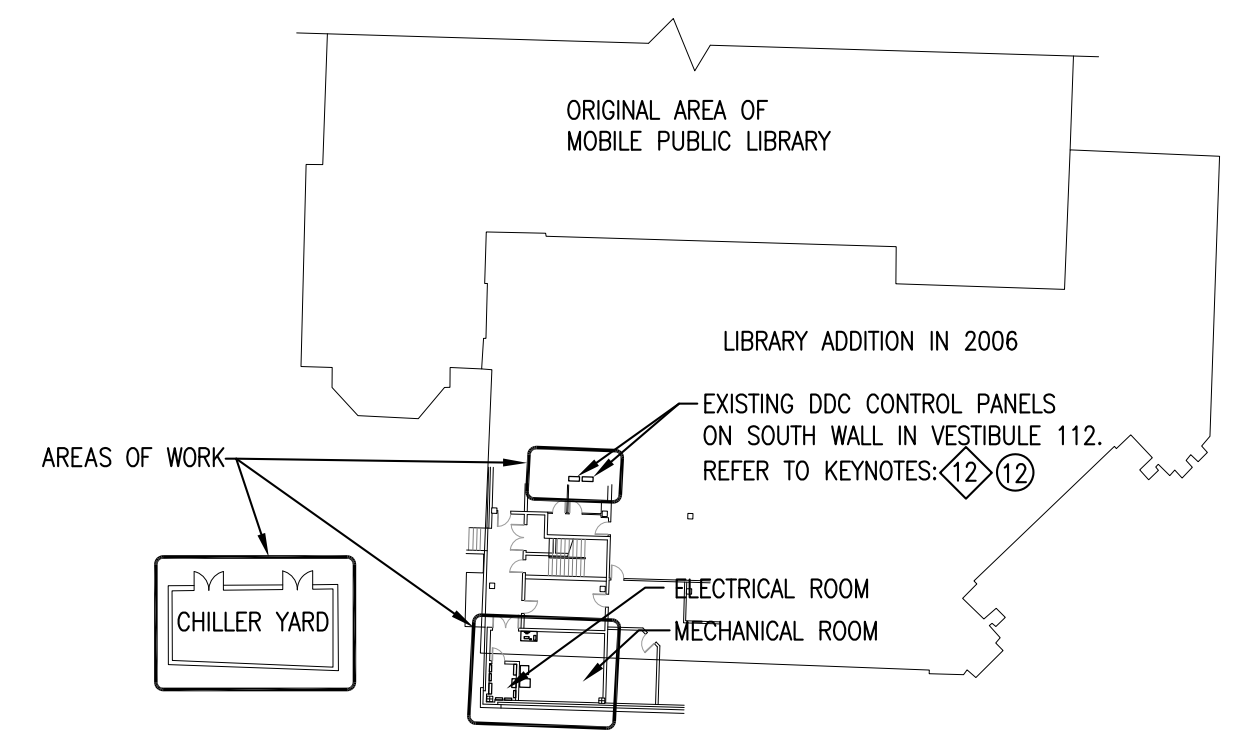 ORIGINAL AREA OF
MOBILE PUBLIC LIBRARY
LIBRARY ADDITION IN 2006
EXISTING DDC CONTROL PANELS
ON SOUTH WALL IN VESTIBULE 112.
REFER TO KEYNOTES: 12 12
AREAS OF WORK
CHILLER YARD
ELECTRICAL ROOM
MECHANICAL ROOM